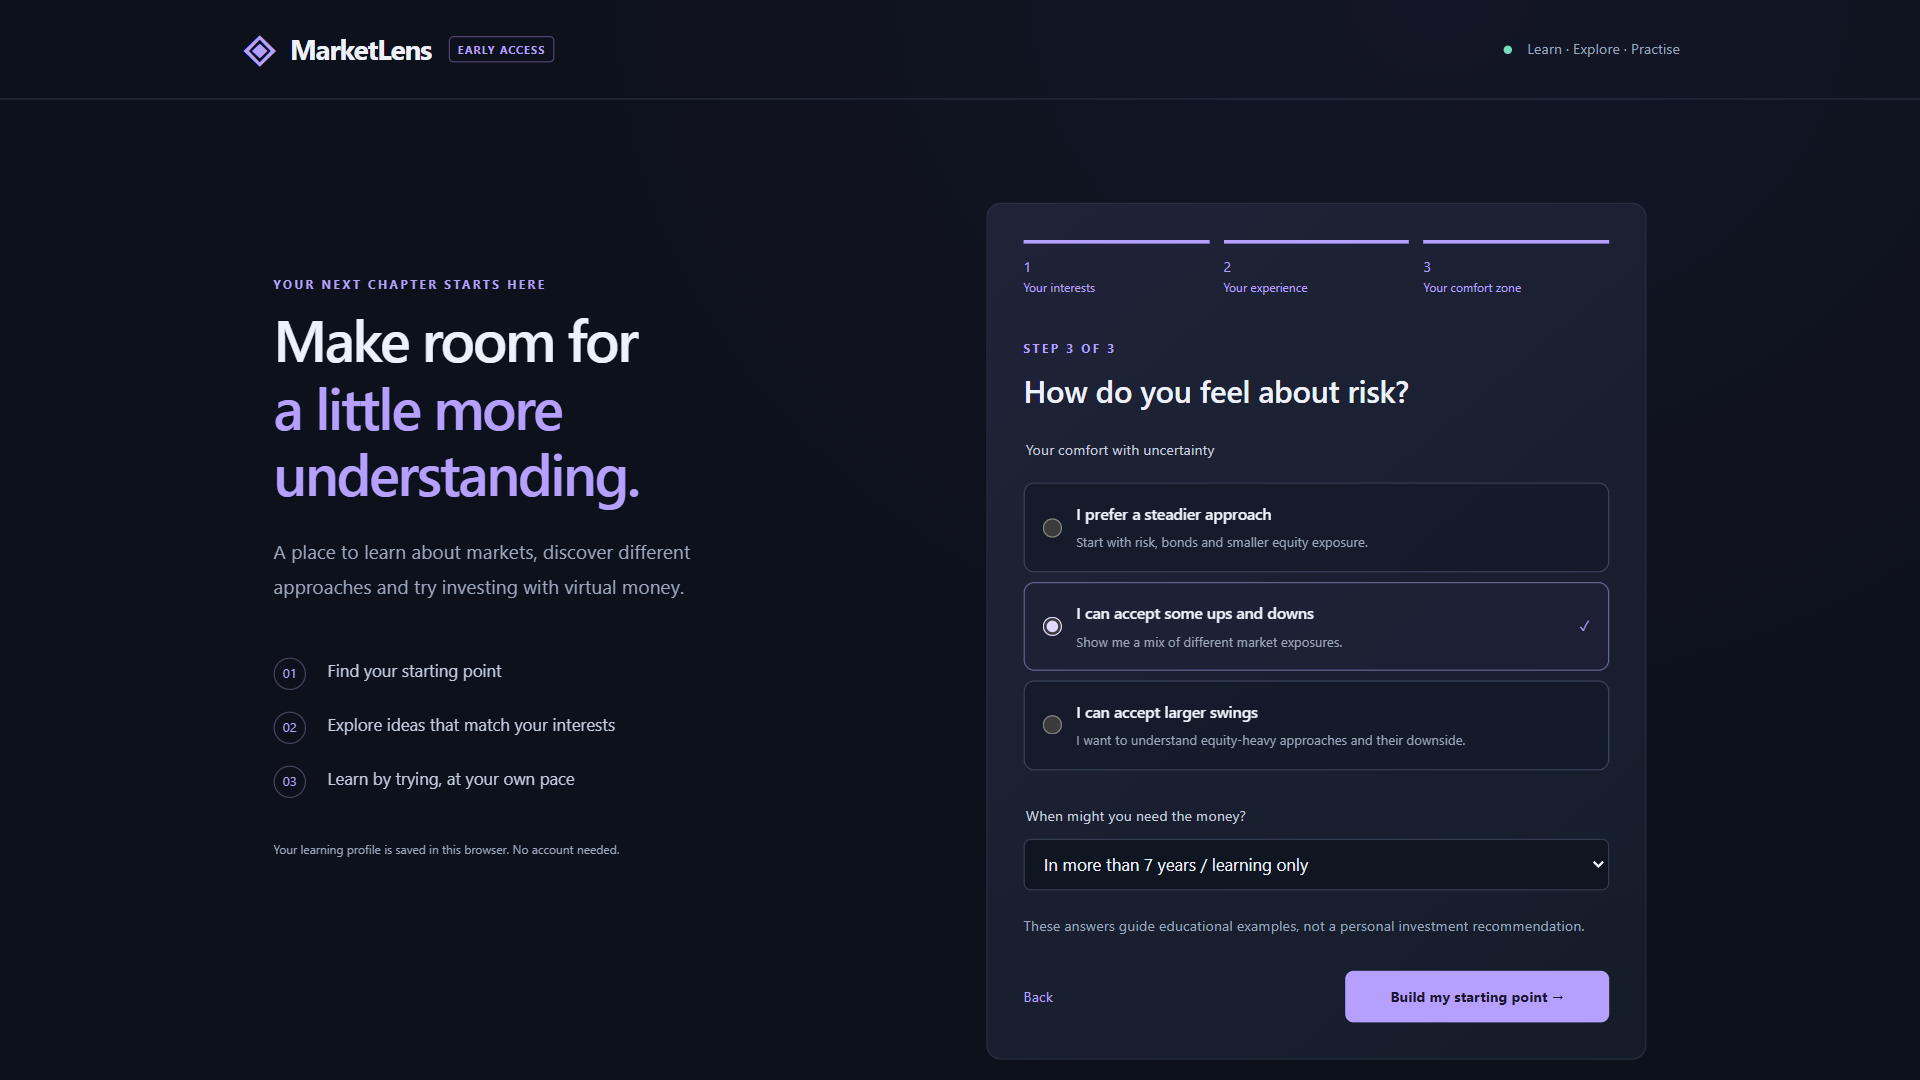 MarketLens
EARLY ACCESS
Learn · Explore · Practise
YOUR NEXT CHAPTER STARTS HERE
Make room for
a little more
understanding.
A place to learn about markets, discover different
approaches and try investing with virtual money.
01
Find your starting point
02
Explore ideas that match your interests
03
Learn by trying, at your own pace
Your learning profile is saved in this browser. No account needed.
1
Your interests
2
Your experience
3
Your comfort zone
STEP 3 OF 3
How do you feel about risk?
Your comfort with uncertainty
I prefer a steadier approach
Start with risk, bonds and smaller equity exposure.
I can accept some ups and downs
Show me a mix of different market exposures.
✓
I can accept larger swings
I want to understand equity-heavy approaches and their downside.
When might you need the money?
In more than 7 years / learning only
These answers guide educational examples, not a personal investment recommendation.
Back
Build my starting point →